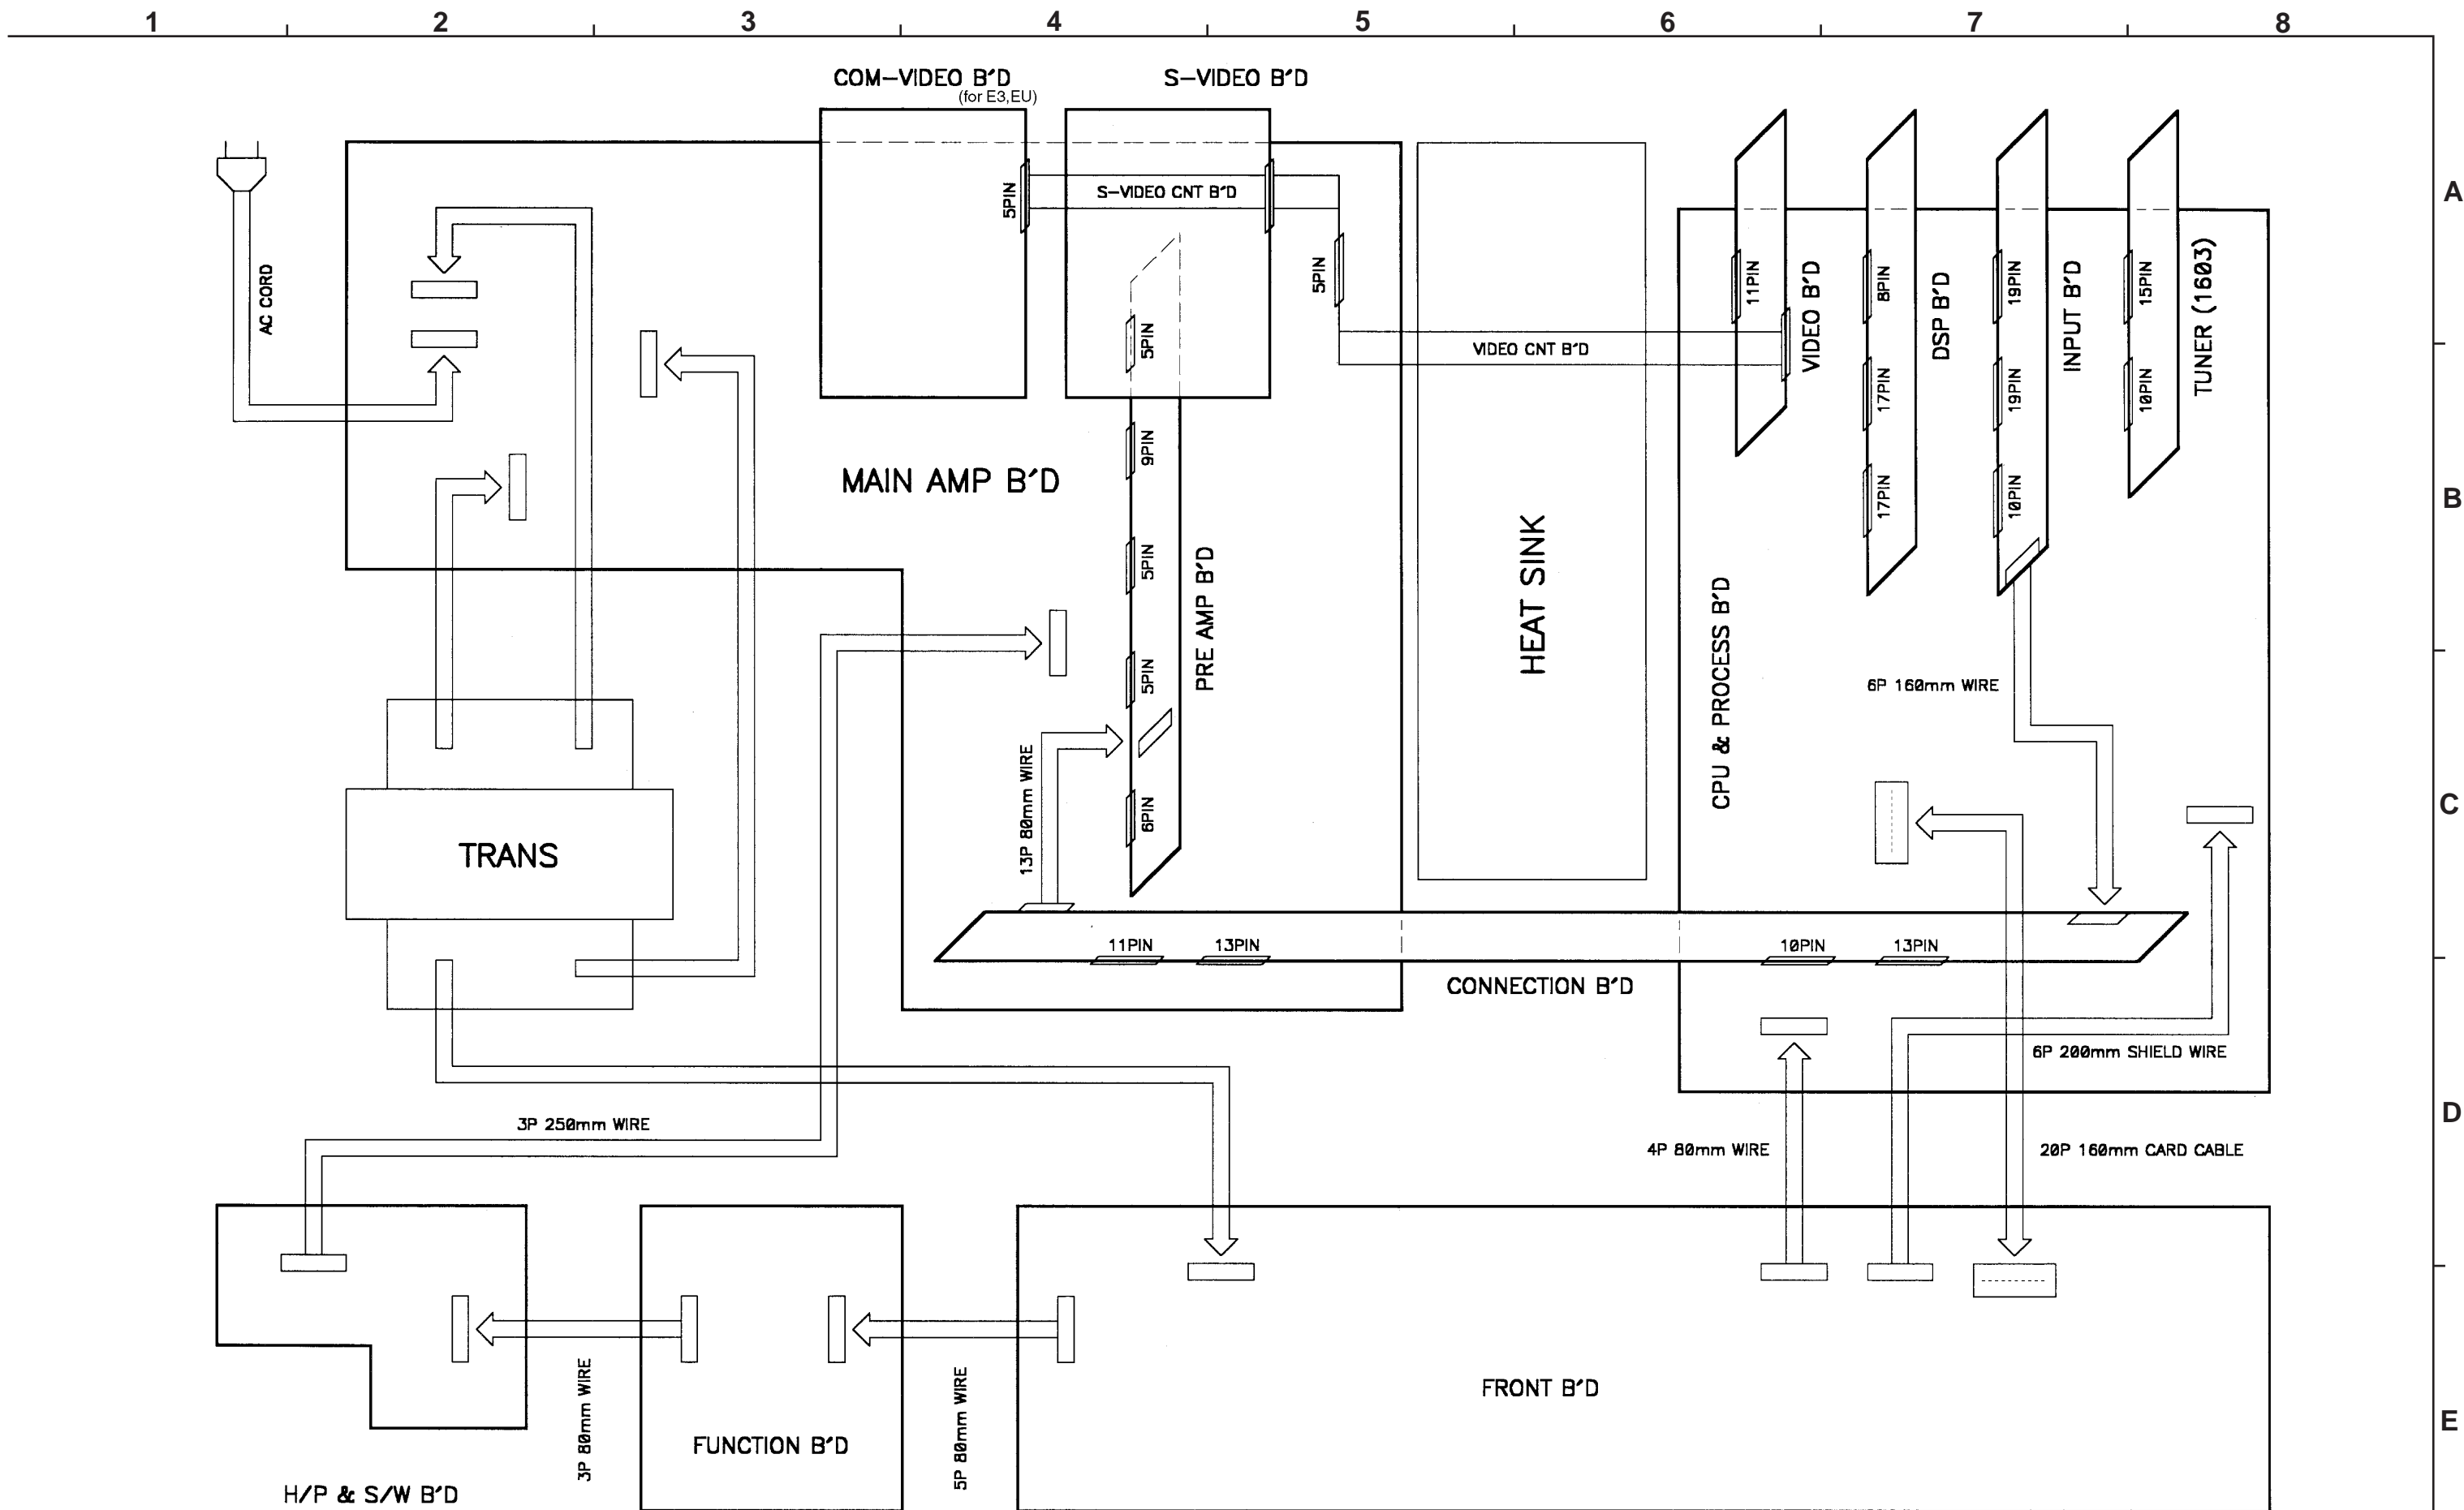 1 2 3 4 5 6 7 8
COM-VIDEO B'D
(for E3,EU)
S-VIDEO B'D
A
5PIN
S-VIDEO CNT B'D
AC CORD
5PIN
5PIN
11PIN
VIDEO B'D
8PIN
DSP B'D
19PIN
INPUT B'D
15PIN
TUNER (1603)
VIDEO CNT B'D
17PIN
19PIN
10PIN
9PIN
MAIN AMP B'D
17PIN
10PIN
B
5PIN
PRE AMP B'D
HEAT SINK
CPU & PROCESS B'D
5PIN
6P 160mm WIRE
13P 80mm WIRE
6PIN
C
TRANS
11PIN
13PIN
10PIN
13PIN
CONNECTION B'D
6P 200mm SHIELD WIRE
D
3P 250mm WIRE
4P 80mm WIRE
20P 160mm CARD CABLE
3P 80mm WIRE
5P 80mm WIRE
FRONT B'D
E
FUNCTION B'D
H/P & S/W B'D